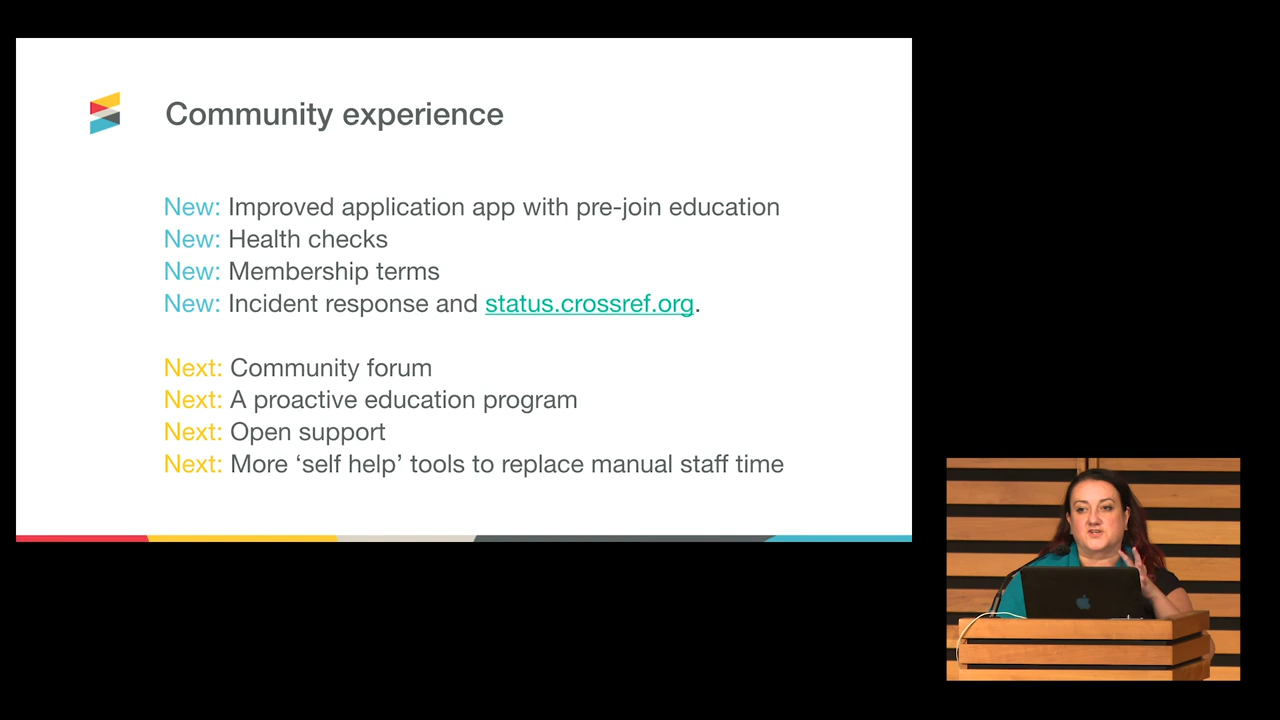 Community experience
New: Improved application app with pre-join education
New: Health checks
New: Membership terms
New: Incident response and status.crossref.org.
Next: Community forum
Next: A proactive education program
Next: Open support
Next: More ‘self help’ tools to replace manual staff time